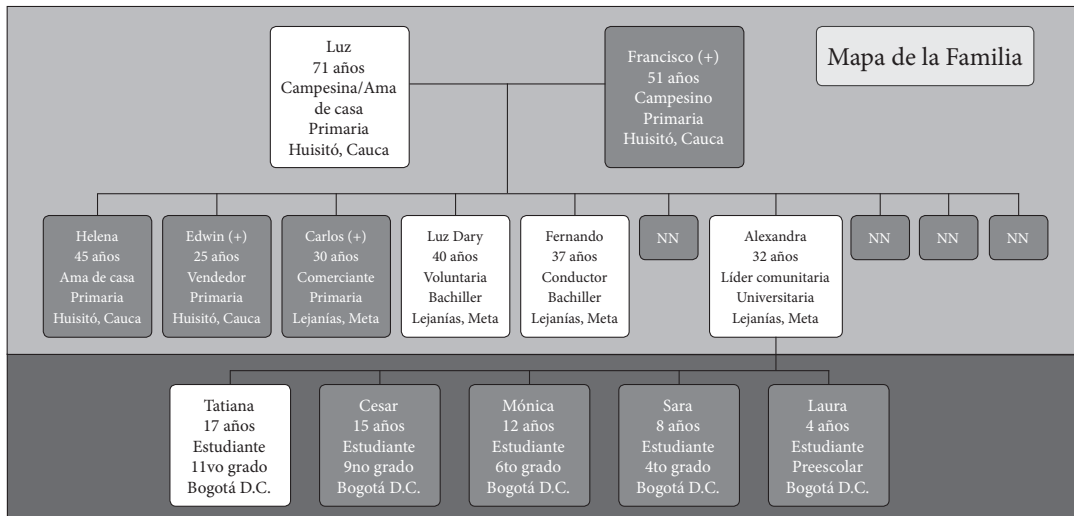 Mapa de la Familia
Luz
71 años
Campesina/Ama
de casa
Primaria
Huisitó, Cauca
Francisco (+)
51 años
Campesino
Primaria
Huisitó, Cauca
Helena
45 años
Ama de casa
Primaria
Huisitó, Cauca
Edwin (+)
25 años
Vendedor
Primaria
Huisitó, Cauca
Carlos (+)
30 años
Comerciante
Primaria
Lejanías, Meta
Luz Dary
40 años
Voluntaria
Bachiller
Lejanías, Meta
Fernando
37 años
Conductor
Bachiller
Lejanías, Meta
NN
Alexandra
32 años
Líder comunitaria
Universitaria
Lejanías, Meta
NN
NN
NN
Tatiana
17 años
Estudiante
11vo grado
Bogotá D.C.
Cesar
15 años
Estudiante
9no grado
Bogotá D.C.
Mónica
12 años
Estudiante
6to grado
Bogotá D.C.
Sara
8 años
Estudiante
4to grado
Bogotá D.C.
Laura
4 años
Estudiante
Preescolar
Bogotá D.C.